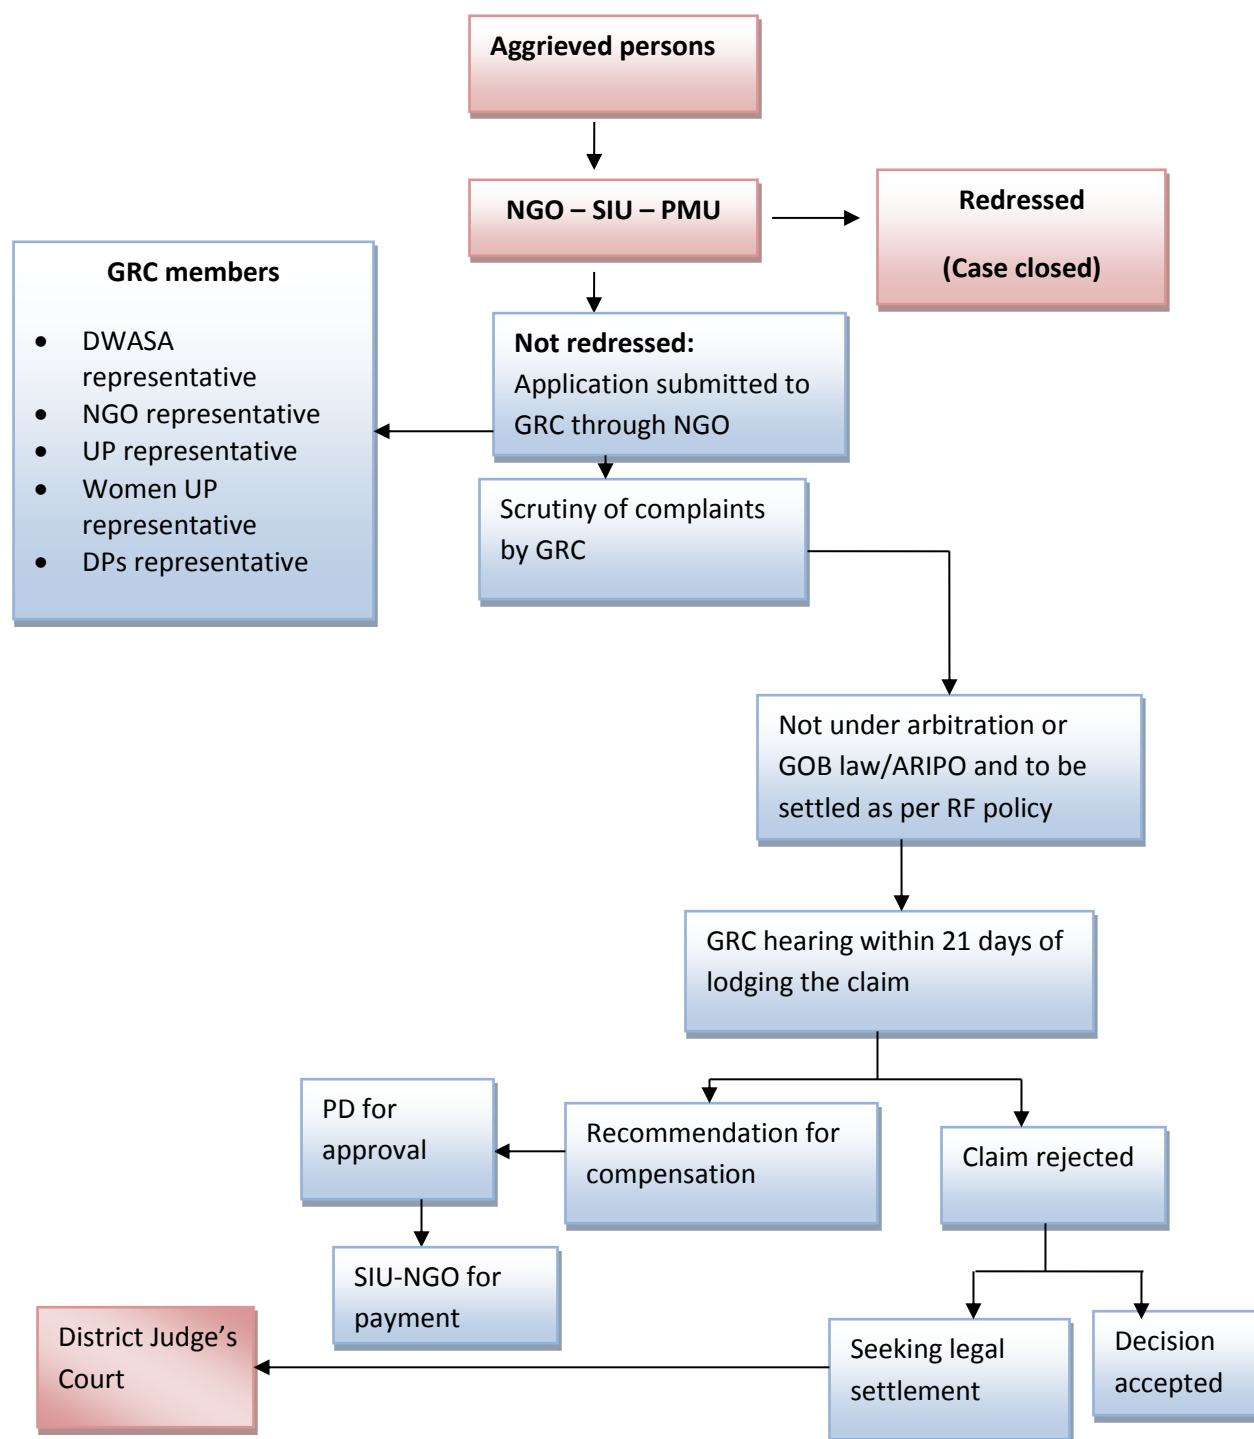 Aggrieved persons
NGO – SIU – PMU
Redressed
(Case closed)
GRC members
• DWASA
representative
• NGO representative
• UP representative
• Women UP
representative
• DPs representative
Not redressed:
Application submitted to
GRC through NGO
Scrutiny of complaints
by GRC
Not under arbitration or
GOB law/ARIPO and to be
settled as per RF policy
GRC hearing within 21 days of
lodging the claim
PD for
approval
Recommendation for
compensation
Claim rejected
SIU-NGO for
payment
District Judge’s
Court
Seeking legal
settlement
Decision
accepted